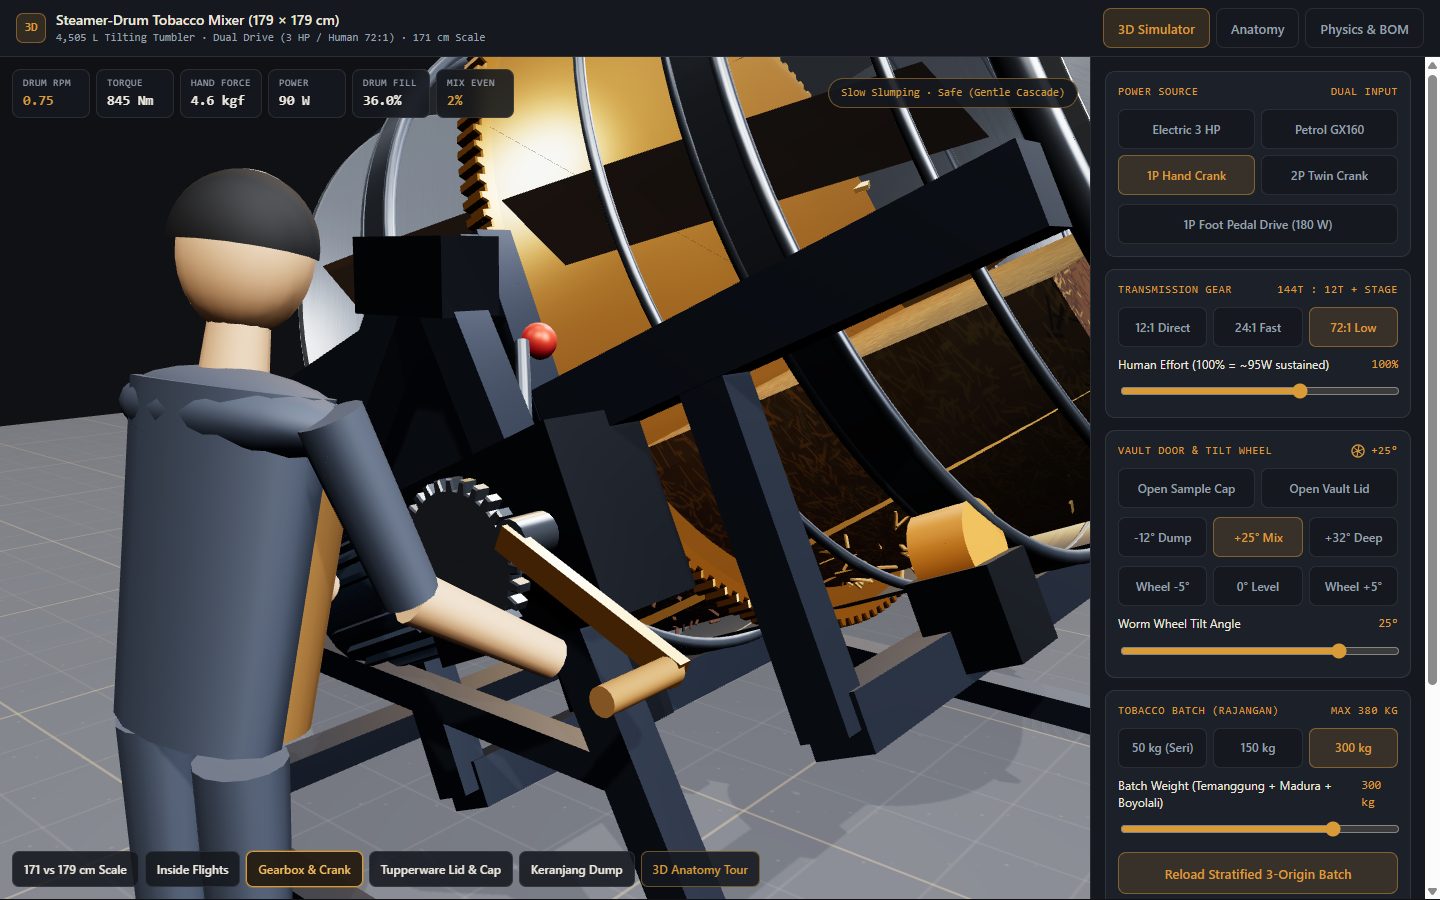 3D
Steamer-Drum Tobacco Mixer (179 × 179 cm)
4,505 L Tilting Tumbler · Dual Drive (3 HP / Human 72:1) · 171 cm Scale
3D Simulator
Anatomy
Physics & BOM
DRUM RPM
0.75
TORQUE
845 Nm
HAND FORCE
4.6 kgf
POWER
90 W
DRUM FILL
36.0%
MIX EVEN
2%
Slow Slumping · Safe (Gentle Cascade)
POWER SOURCE
DUAL INPUT
Electric 3 HP
Petrol GX160
1P Hand Crank
2P Twin Crank
1P Foot Pedal Drive (180 W)
TRANSMISSION GEAR
144T : 12T + STAGE
12:1 Direct
24:1 Fast
72:1 Low
Human Effort (100% = ~95W sustained)
100%
VAULT DOOR & TILT WHEEL
+25°
Open Sample Cap
Open Vault Lid
-12° Dump
+25° Mix
+32° Deep
Wheel -5°
0° Level
Wheel +5°
Worm Wheel Tilt Angle
25°
TOBACCO BATCH (RAJANGAN)
MAX 380 KG
50 kg (Seri)
150 kg
300 kg
Batch Weight (Temanggung + Madura +
Boyolali)
300
kg
Reload Stratified 3-Origin Batch
171 vs 179 cm Scale
Inside Flights
Gearbox & Crank
Tupperware Lid & Cap
Keranjang Dump
3D Anatomy Tour